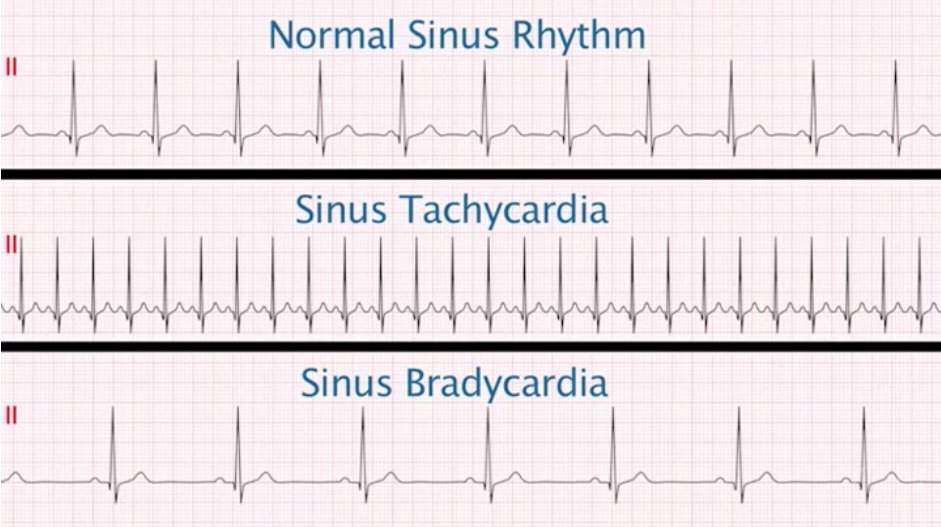 Normal Sinus Rhythm
II
Sinus Tachycardia
II
Sinus Bradycardia
II